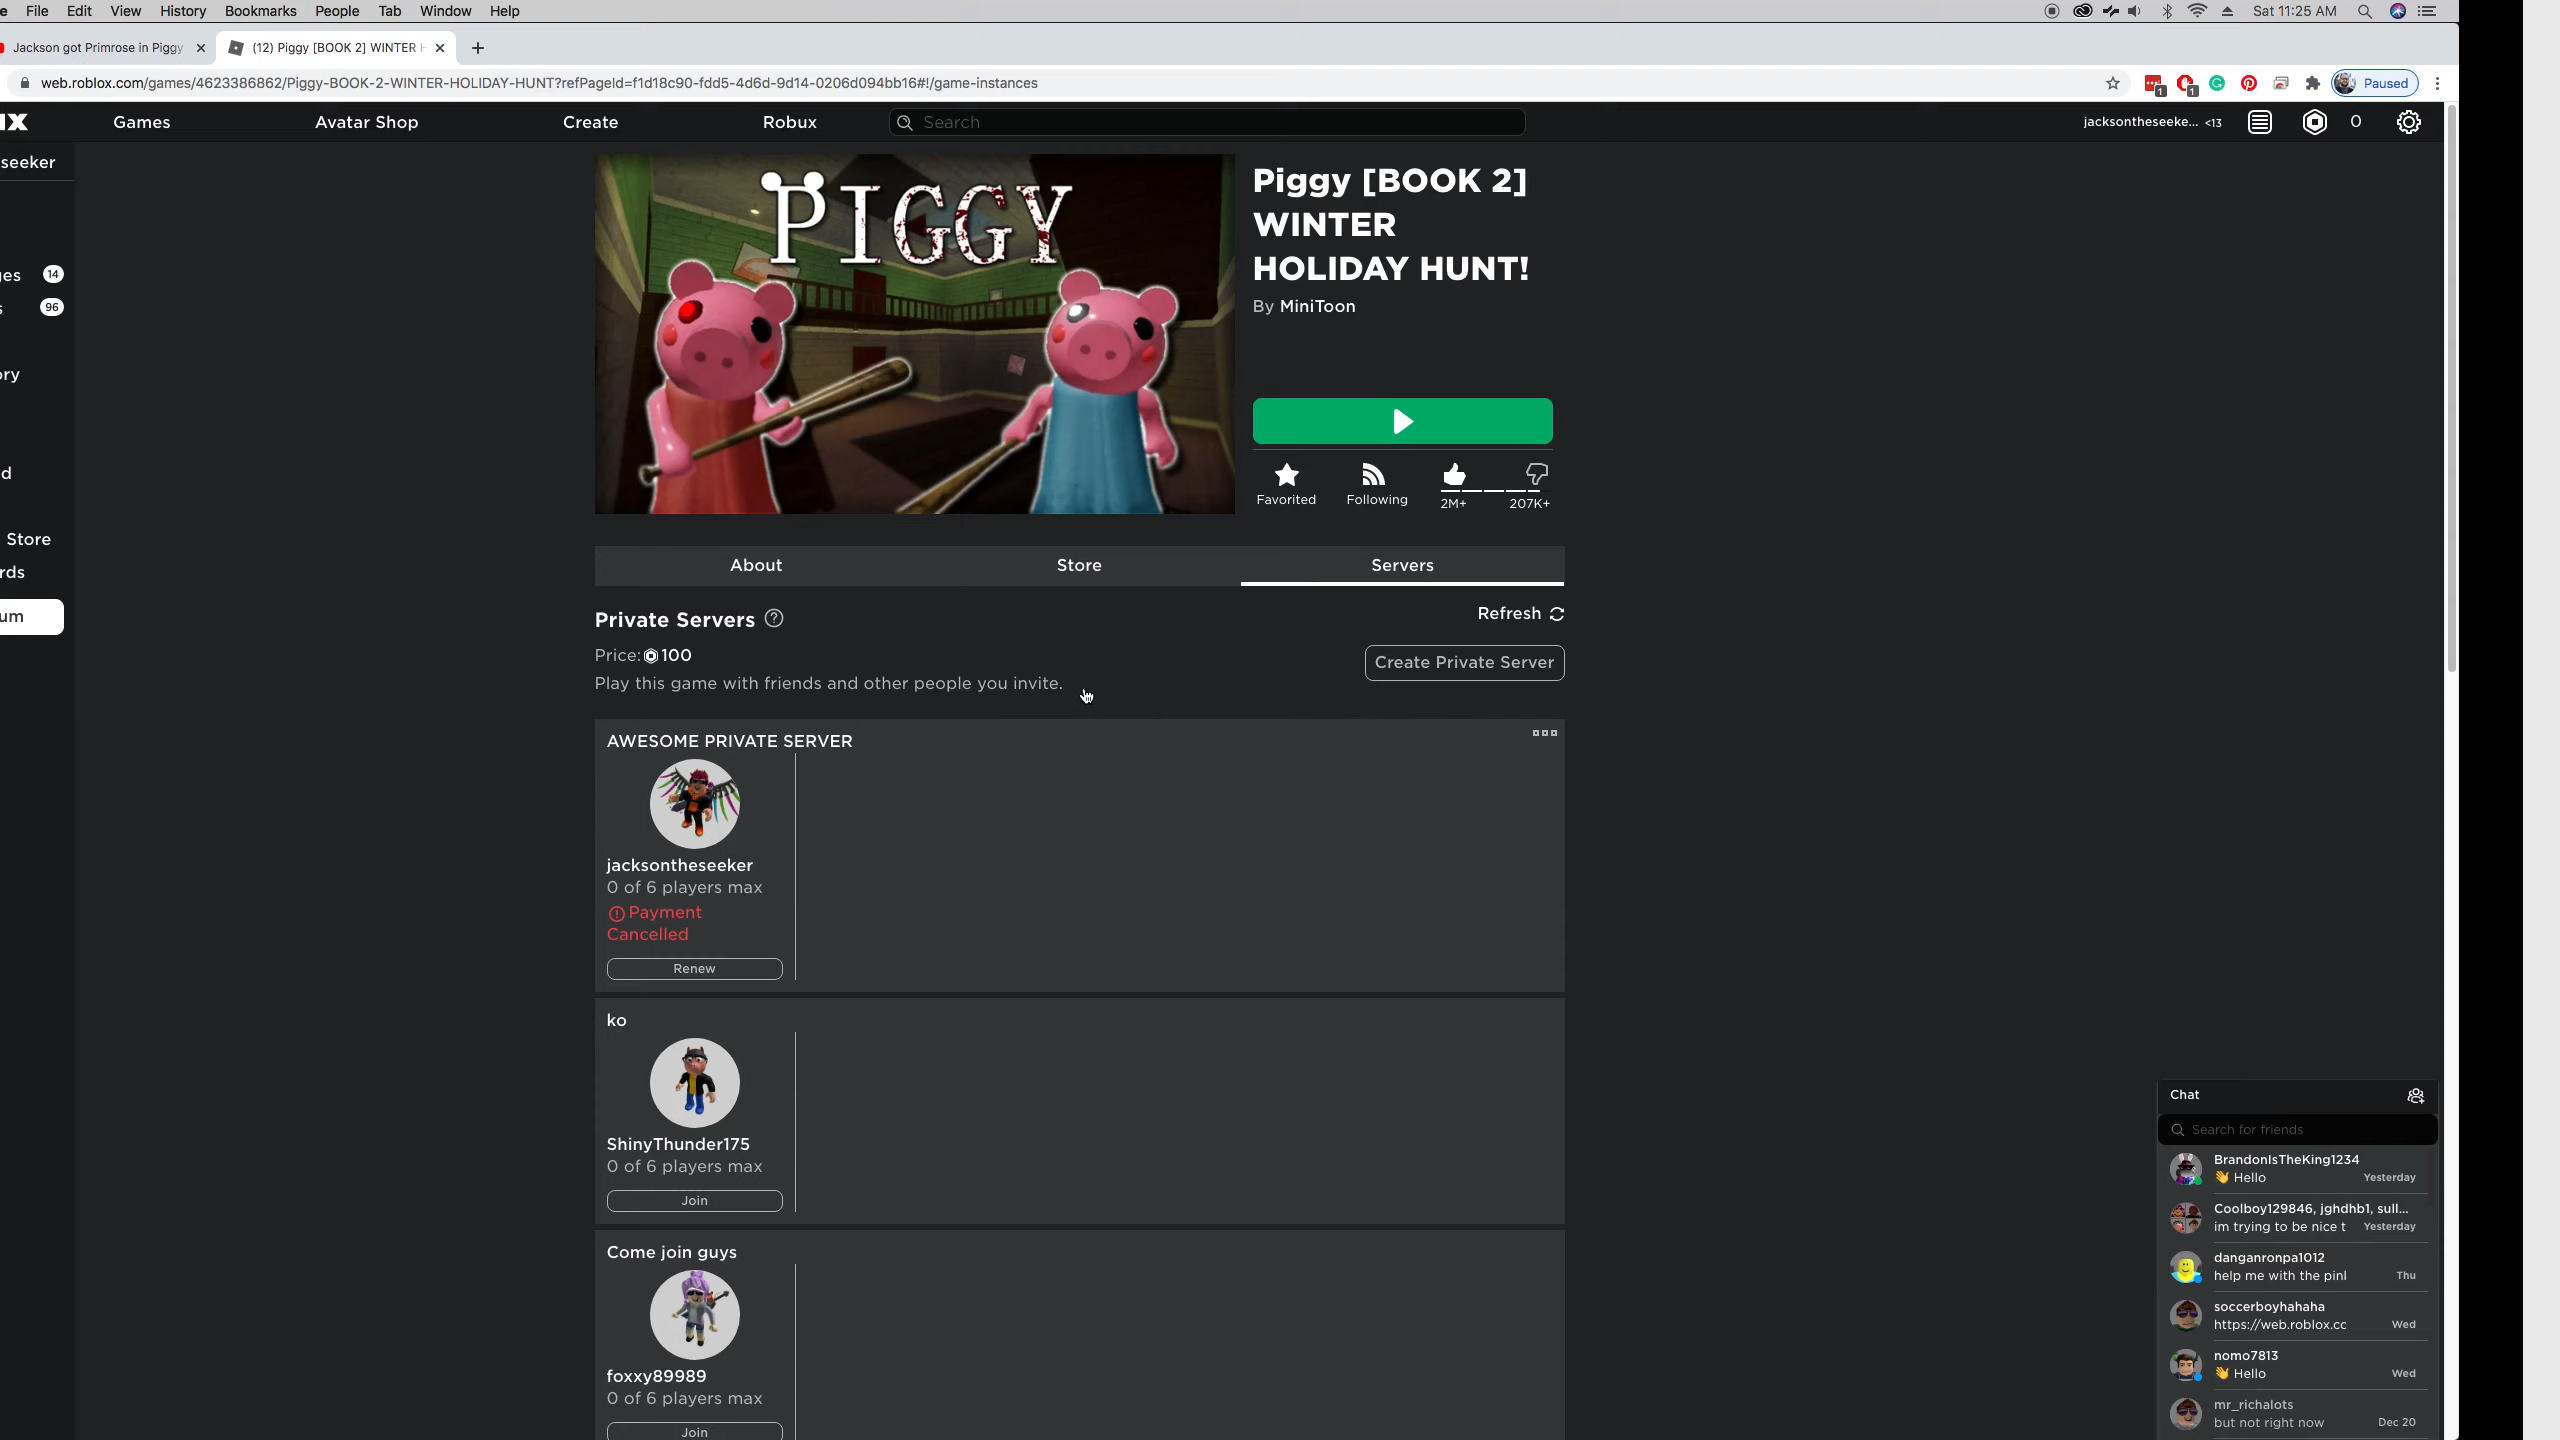 e File Edit View History Bookmarks People Tab Window Help Sat 11:25 AM
Jackson got Primrose in Piggy (12) Piggy [BOOK 2] WINTER H
web.roblox.com/games/4623386862/Piggy-BOOK-2-WINTER-HOLIDAY-HUNT?refPageId=f1d18c90-fdd5-4d6d-9d14-0206d094bb16#!/game-instances
1 1 Paused
IX Games Avatar Shop Create Robux Search jacksontheseeke... <13 0
seeker
ges 14
s 96
ory
d
Store
rds
um
PIGGY
Piggy [BOOK 2]
WINTER
HOLIDAY HUNT!
By MiniToon
Favorited Following 2M+ 207K+
About Store Servers
Private Servers ? Refresh
Price: 100
Create Private Server
Play this game with friends and other people you invite.
AWESOME PRIVATE SERVER
jacksontheseeker
0 of 6 players max
Payment
Cancelled
Renew
ko
ShinyThunder175
0 of 6 players max
Join
Come join guys
foxxy89989
0 of 6 players max
Join
Chat
Search for friends
BrandonIsTheKing1234
👋 Hello Yesterday
Coolboy129846, jghdhb1, sull...
im trying to be nice t Yesterday
danganronpa1012
help me with the pinl Thu
soccerboyhahaha
https://web.roblox.cc Wed
nomo7813
👋 Hello Wed
mr_richalots
but not right now Dec 20